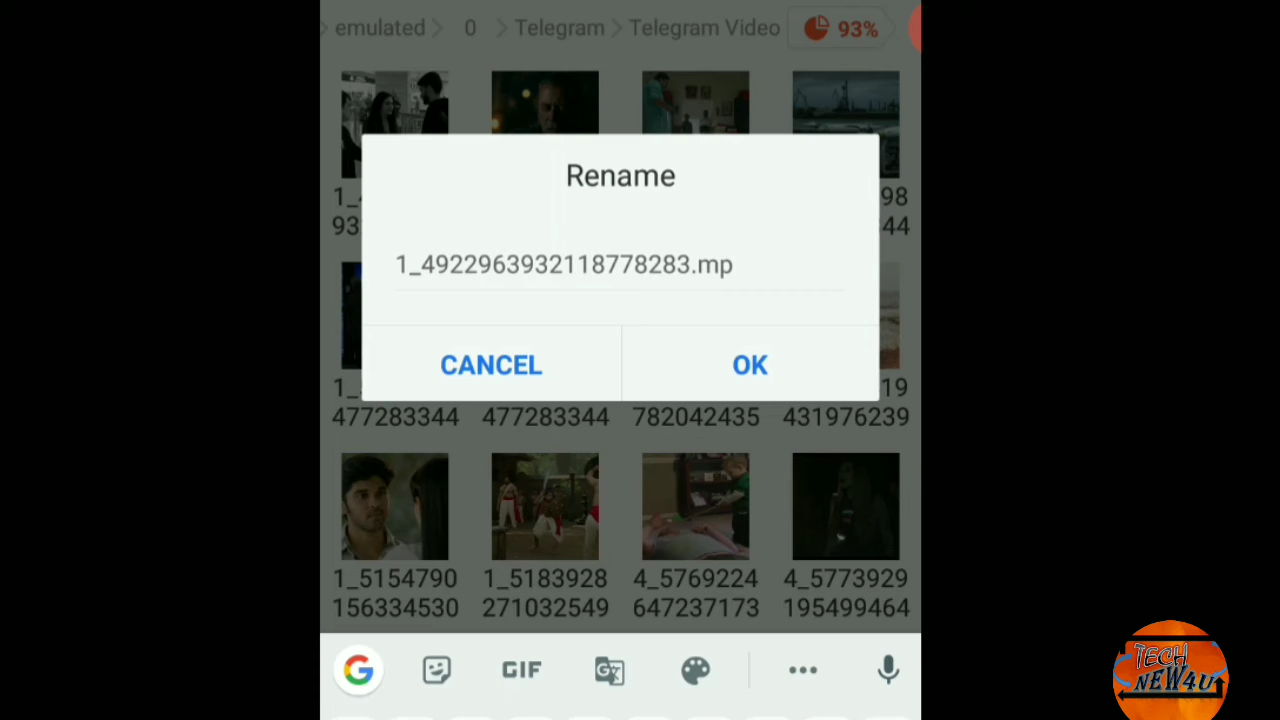 emulated 0 Telegram Telegram Video 93%
Rename
1_4922963932118778283.mp
CANCEL OK
477283344 477283344 782042435 431976239
1_5154790 1_5183928 4_5769224 4_5773929
156334530 271032549 647237173 195499464
G GIF G
TECH
NEW4U